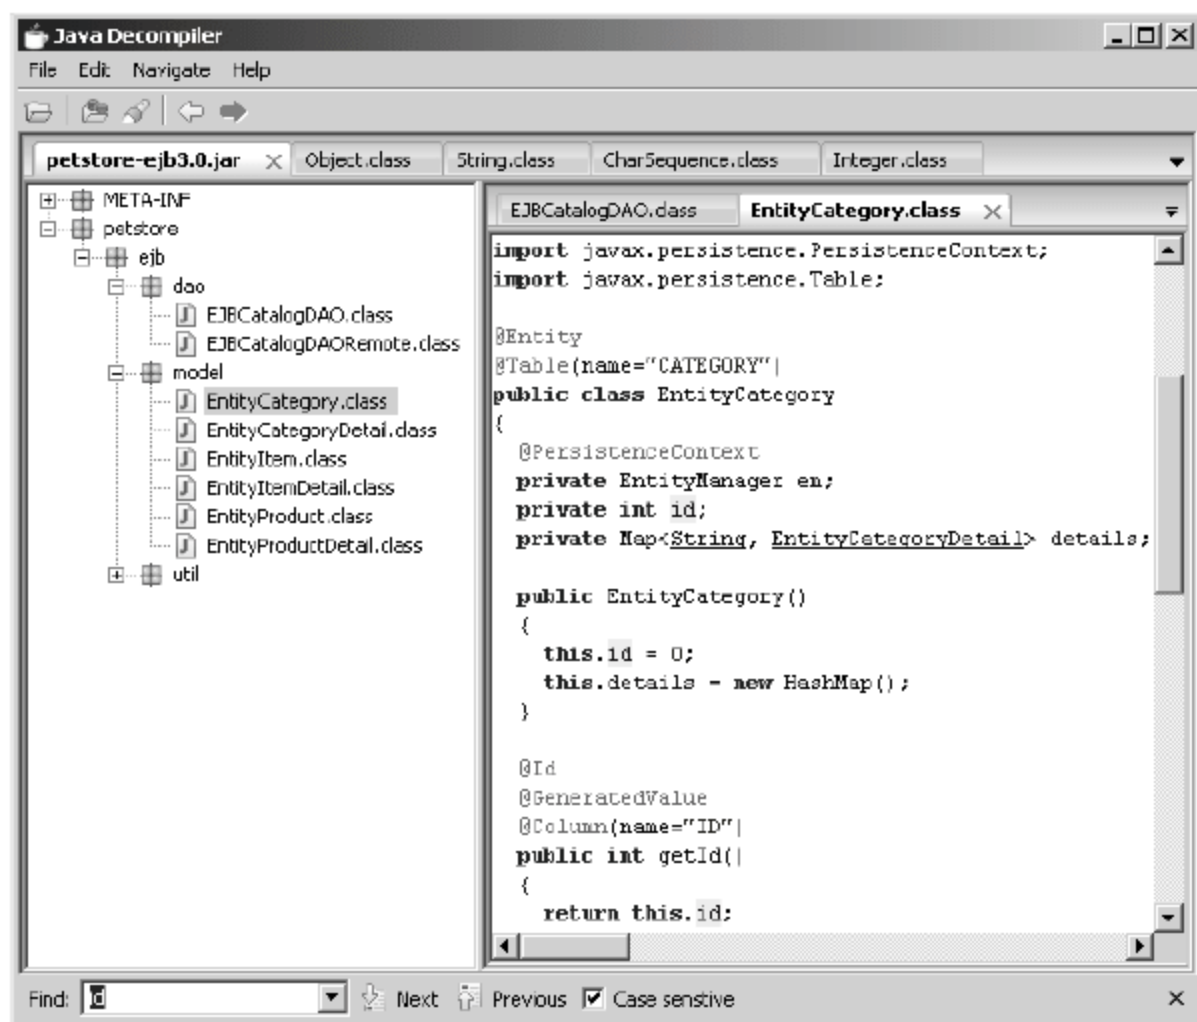 Java Decompiler
File Edit Navigate Help
petstore-ejb3.0.jar Object.class String.class CharSequence.class Integer.class
META-INF
petstore
ejb
dao
EJBCatalogDAO.class
EJBCatalogDAORemote.class
model
EntityCategory.class
EntityCategoryDetail.class
EntityItem.class
EntityItemDetail.class
EntityProduct.class
EntityProductDetail.class
util
EJBCatalogDAO.class EntityCategory.class
import javax.persistence.PersistenceContext;
import javax.persistence.Table;
@Entity
@Table(name="CATEGORY"|
public class EntityCategory
{
@PersistenceContext
private EntityManager en;
private int id;
private Map<String, EntityCategoryDetail> details;
public EntityCategory()
{
this.id = 0;
this.details = new HashMap();
}
@Id
@GeneratedValue
@Column(name="ID"|
public int getId(|
{
return this.id;
Find: id Next Previous Case senstive